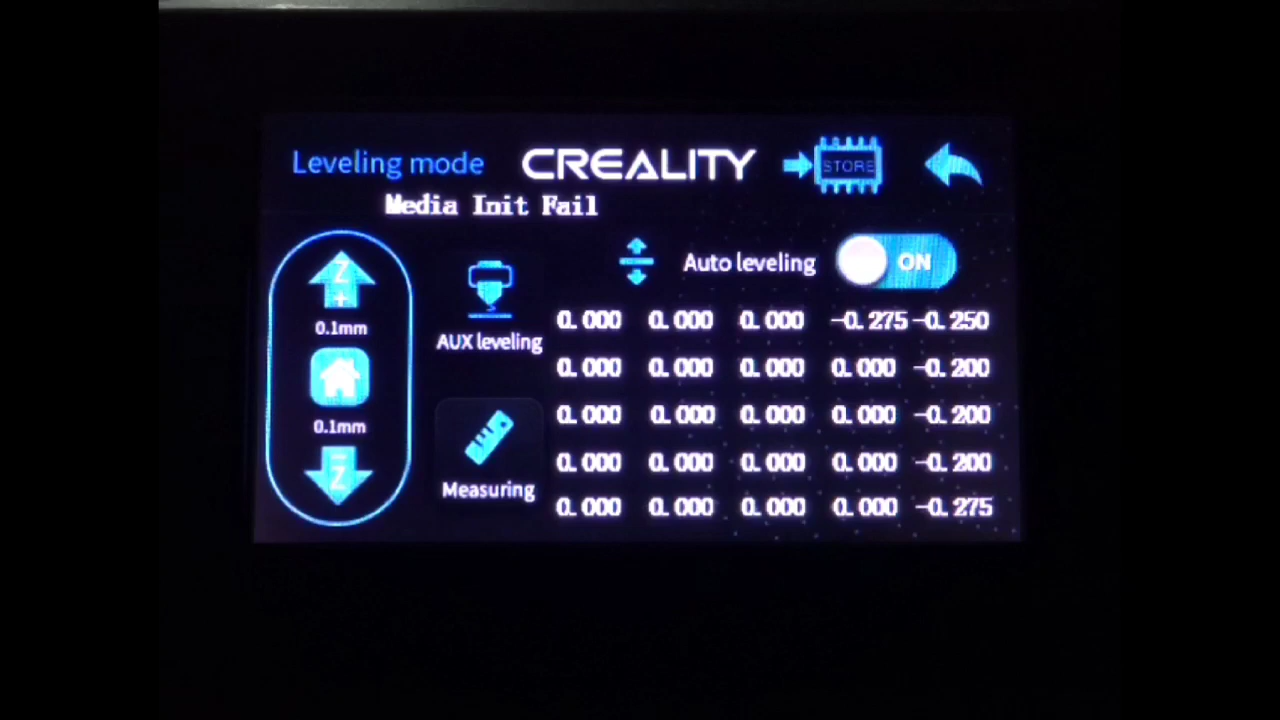 Leveling mode CREALITY STORE
Media Init Fail
Z
+
0.1mm
0.1mm
Z
AUX leveling
Measuring
Auto leveling ON
0.000 0.000 0.000 -0.275 -0.250
0.000 0.000 0.000 0.000 -0.200
0.000 0.000 0.000 0.000 -0.200
0.000 0.000 0.000 0.000 -0.200
0.000 0.000 0.000 0.000 -0.275